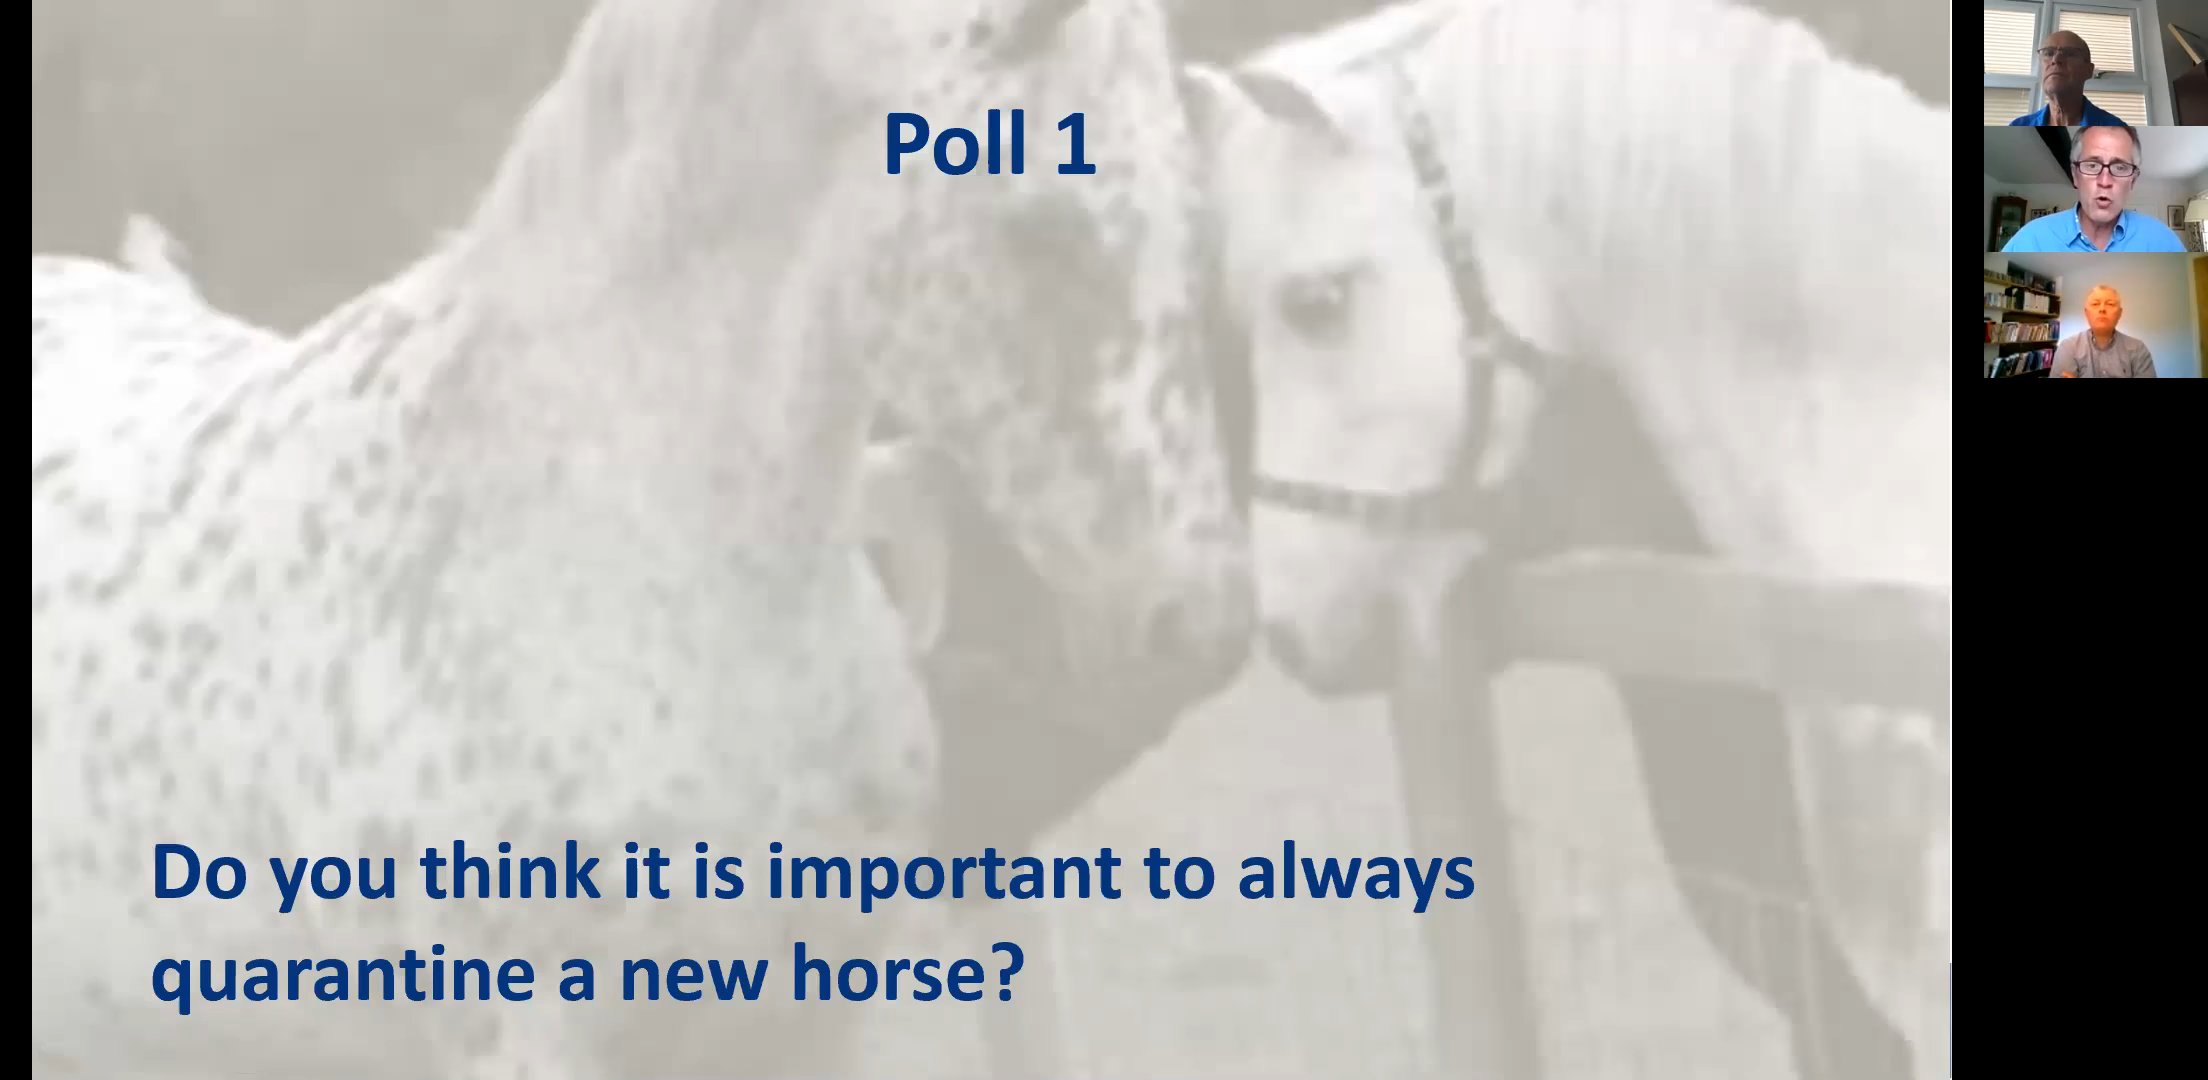 Poll 1
Do you think it is important to always
quarantine a new horse?